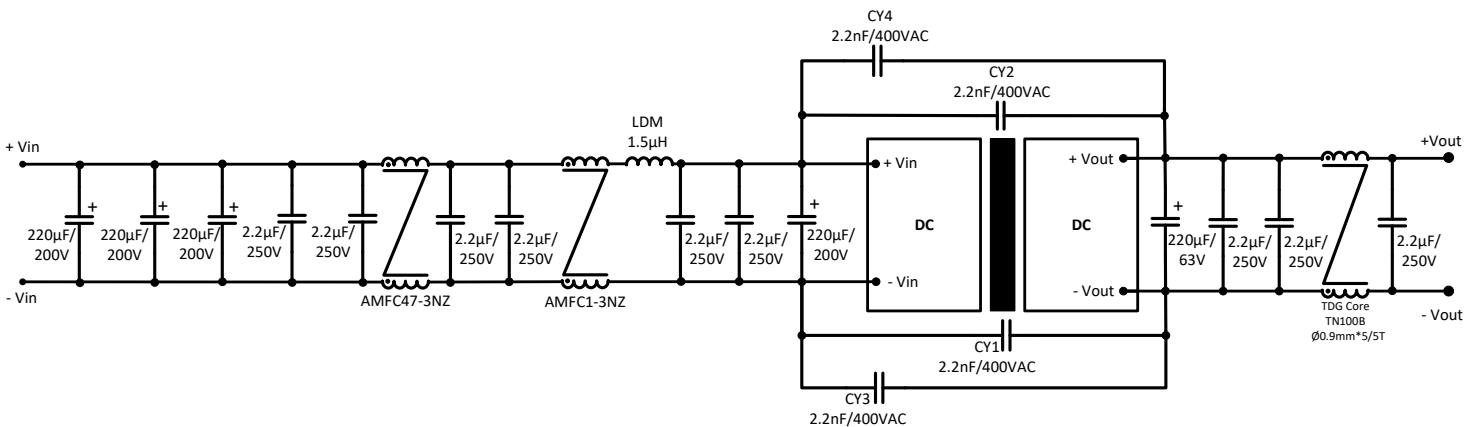 CY4
2.2nF/400VAC
CY2
2.2nF/400VAC
LDM
1.5µH
+ Vin
- Vin
220µF/
200V
+
220µF/
200V
+
220µF/
200V
+
2.2µF/
250V
2.2µF/
250V
AMFC47-3NZ
2.2µF/
250V
2.2µF/
250V
AMFC1-3NZ
2.2µF/
250V
2.2µF/
250V
220µF/
200V
+
+ Vin
DC
- Vin
+ Vout
DC
- Vout
220µF/
63V
+
2.2µF/
250V
2.2µF/
250V
TDG Core
TN100B
Ø0.9mm*5/5T
2.2µF/
250V
+Vout
- Vout
CY1
2.2nF/400VAC
CY3
2.2nF/400VAC